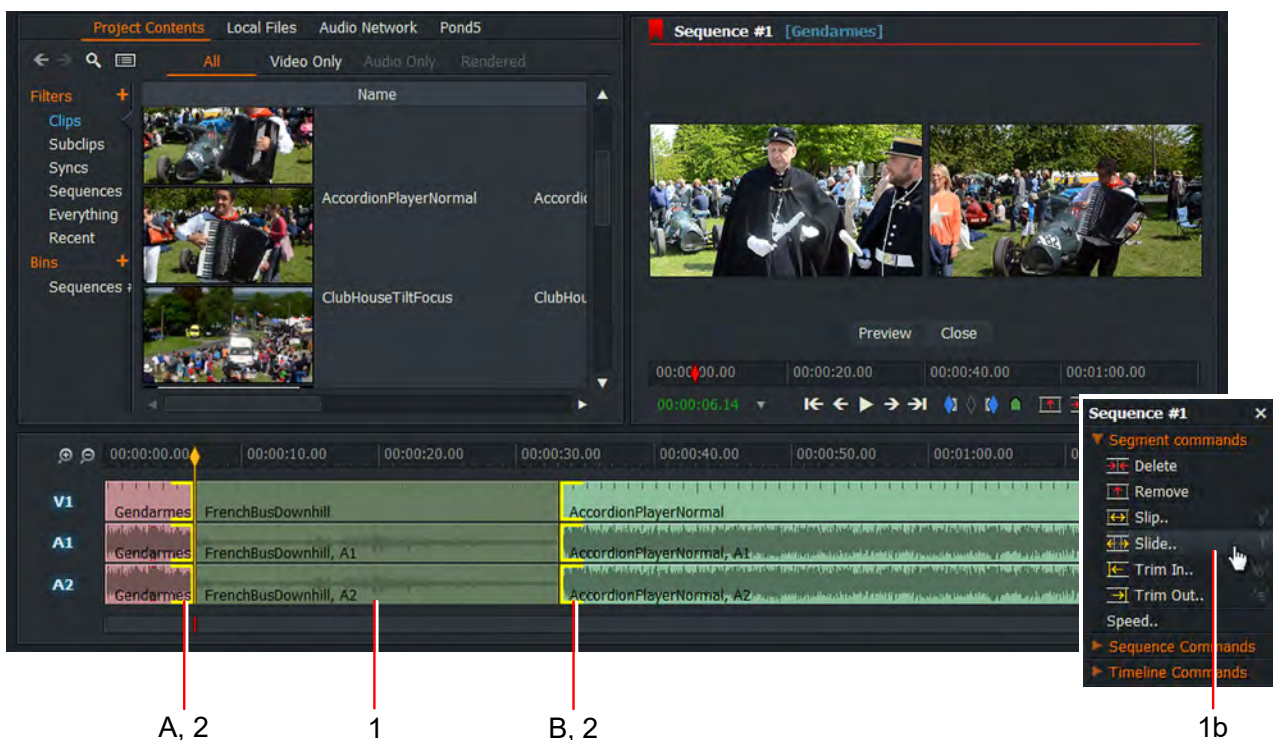 Project Contents Local Files Audio Network Pond5
All Video Only Audio Only Rendered
Filters +
Name
Clips
Subclips
Syncs
Sequences
Everything
Recent
Bins +
Sequences
AccordionPlayerNormal Accordic
ClubHouseTiltFocus ClubHou
Sequence #1 [Gendarmes]
Preview Close
00:00:20.00 00:00:40.00 00:01:00.00
00:00:06.14
00:00:00.00 00:00:10.00 00:00:20.00 00:00:30.00 00:00:40.00 00:00:50.00 00:01:00.00 0
V1 Gendarmes FrenchBusDownhill AccordionPlayerNormal
A1 Gendarmes FrenchBusDownhill, A1 AccordionPlayerNormal, A1
A2 Gendarmes FrenchBusDownhill, A2 AccordionPlayerNormal, A2
Sequence #1 ×
Segment commands
Delete
Remove
Slip..
Slide..
Trim In..
Trim Out..
Speed..
Sequence Commands
Timeline Commands
A, 2 1 B, 2 1b